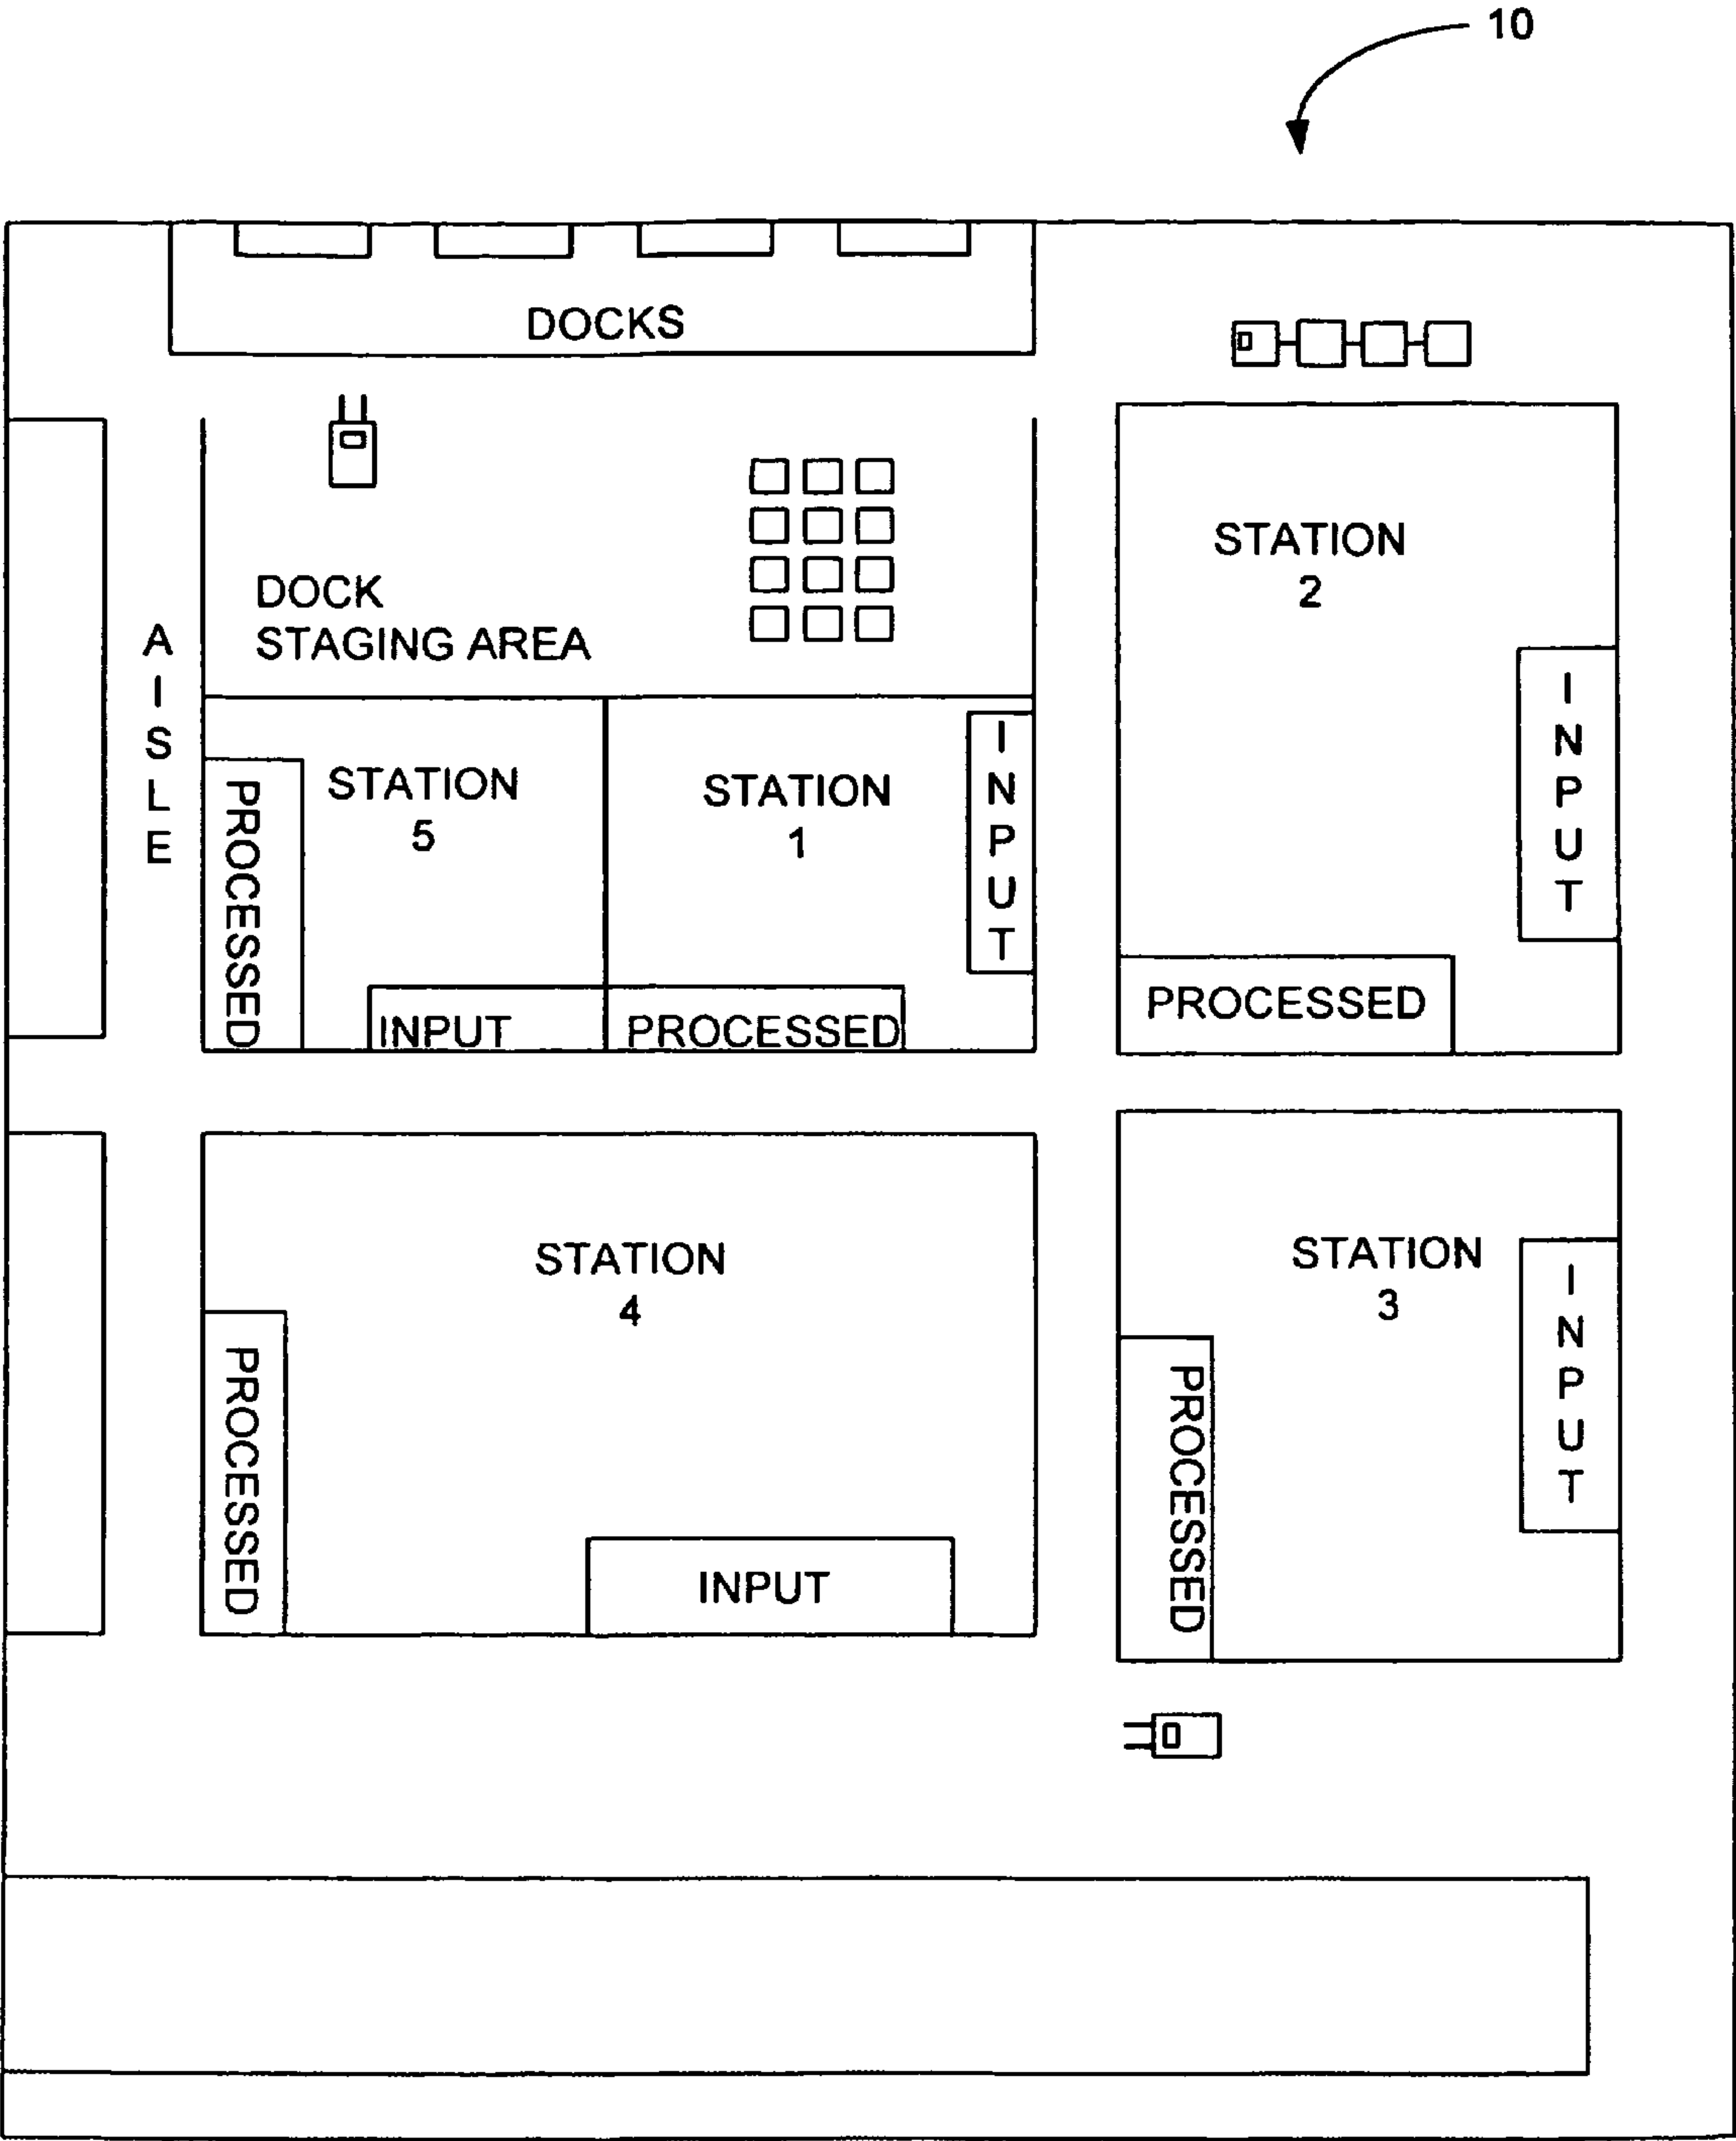 10
DOCKS
DOCK
STAGING AREA
AISLE
STATION
2
INPUT
PROCESSED
STATION
5
PROCESSED
INPUT
STATION
1
INPUT
PROCESSED
STATION
4
PROCESSED
INPUT
STATION
3
PROCESSED
INPUT